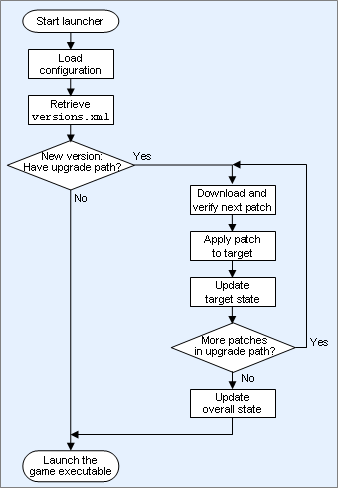 Start launcher
Load
configuration
Retrieve
versions.xml
New version:
Have upgrade path?
Yes
No
Download and
verify next patch
Apply patch
to target
Update
target state
More patches
in upgrade path?
Yes
No
Update
overall state
Launch the
game executable